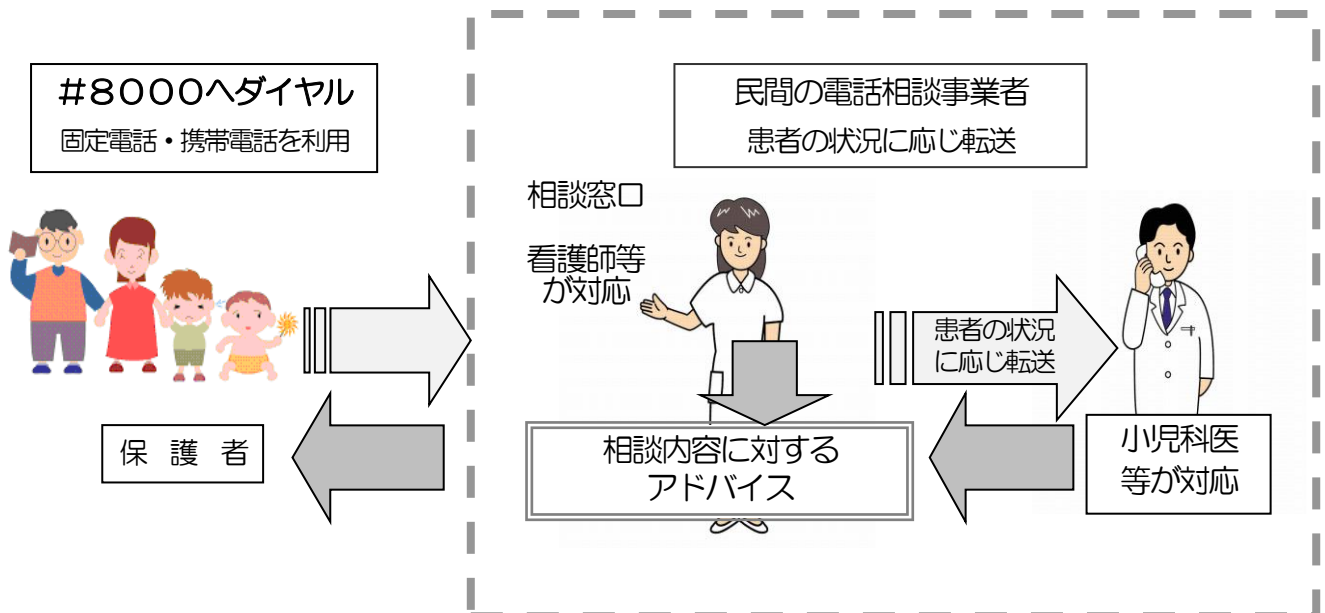 ＃８０００へダイヤル
固定電話・携帯電話を利用
民間の電話相談事業者
患者の状況に応じ転送
相談窓口
看護師等
が対応
患者の状況
に応じ転送
保 護 者
相談内容に対する
アドバイス
小児科医
等が対応